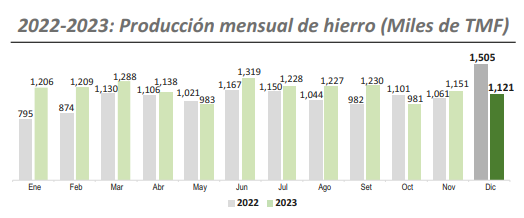 2022-2023: Producción mensual de hierro (Miles de TMF)
795 1,206 874 1,209 1,130 1,288 1,106 1,138 1,021 983 1,167 1,319 1,150 1,228 1,044 1,227 982 1,230 1,101 981 1,061 1,151 1,505 1,121
Ene Feb Mar Abr May Jun Jul Ago Set Oct Nov Dic
2022 2023